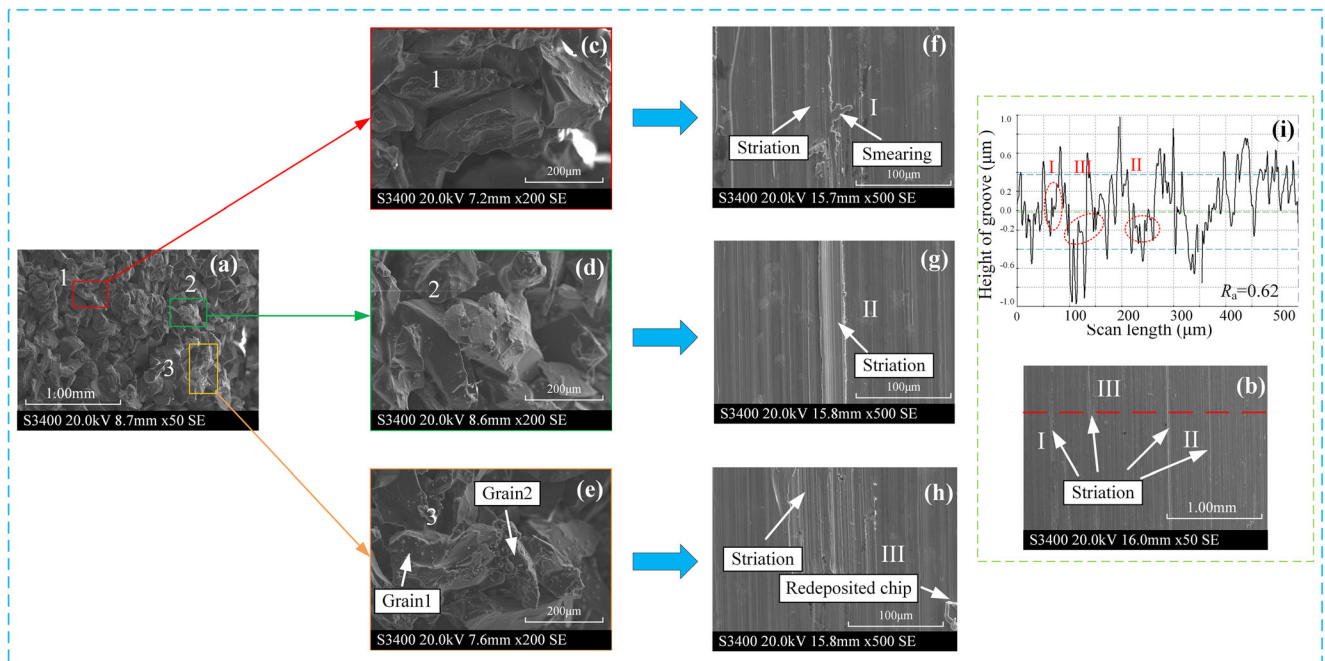 (a)
1
2
3
1.00mm
S3400 20.0kV 8.7mm x50 SE
(c)
1
200μm
S3400 20.0kV 7.2mm x200 SE
(d)
2
200μm
S3400 20.0kV 8.6mm x200 SE
(e)
3
Grain2
Grain1
200μm
S3400 20.0kV 7.6mm x200 SE
(f)
I
Striation
Smearing
100μm
S3400 20.0kV 15.7mm x500 SE
(g)
II
Striation
100μm
S3400 20.0kV 15.8mm x500 SE
(h)
Striation
III
Redeposited chip
100μm
S3400 20.0kV 15.8mm x500 SE
(i)
Height of groove (μm)
1.0
0.6
0.4
0.0
-0.2
-0.6
-1.0
I
III
II
Ra=0.62
0 100 200 300 400 500
Scan length (μm)
(b)
III
I
II
Striation
1.00mm
S3400 20.0kV 16.0mm x50 SE